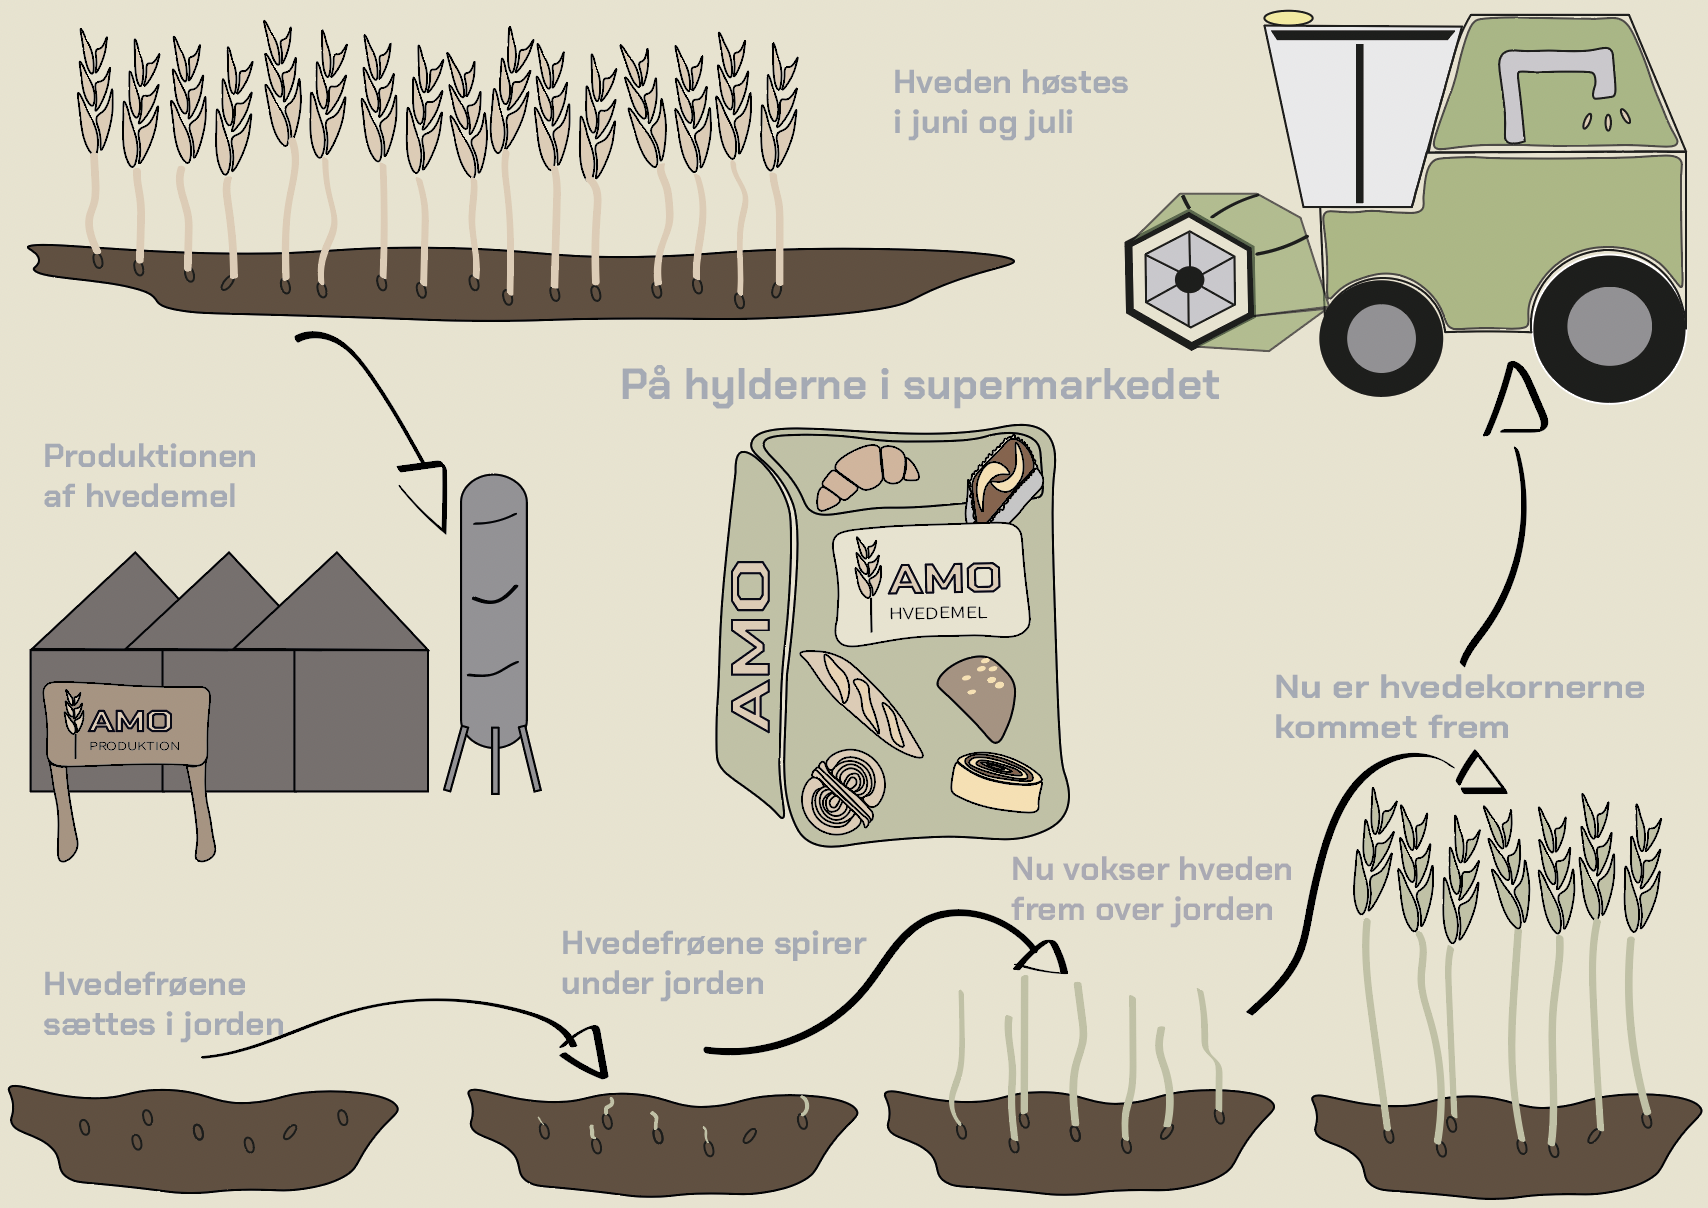 Hveden høstes
i juni og juli
På hylderne i supermarkedet
Produktionen
af hvedemel
AMO
AMO
HVEDEMEL
AMO
PRODUKTION
Nu er hvedekornerne
kommet frem
Nu vokser hveden
frem over jorden
Hvedefrøene spirer
under jorden
Hvedefrøene
sættes i jorden